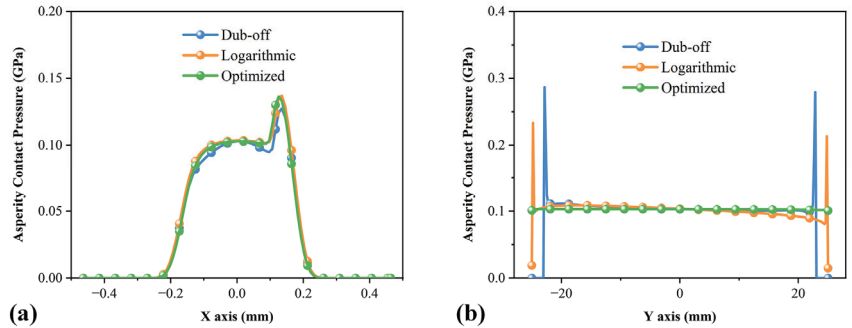 0.20
0.15
0.10
0.05
0.00
Asperity Contact Pressure (GPa)
Dub-off
Logarithmic
Optimized
−0.4 −0.2 0.0 0.2 0.4
X axis (mm)
(a)
0.4
0.3
0.2
0.1
0.0
Asperity Contact Pressure (GPa)
Dub-off
Logarithmic
Optimized
−20 0 20
Y axis (mm)
(b)